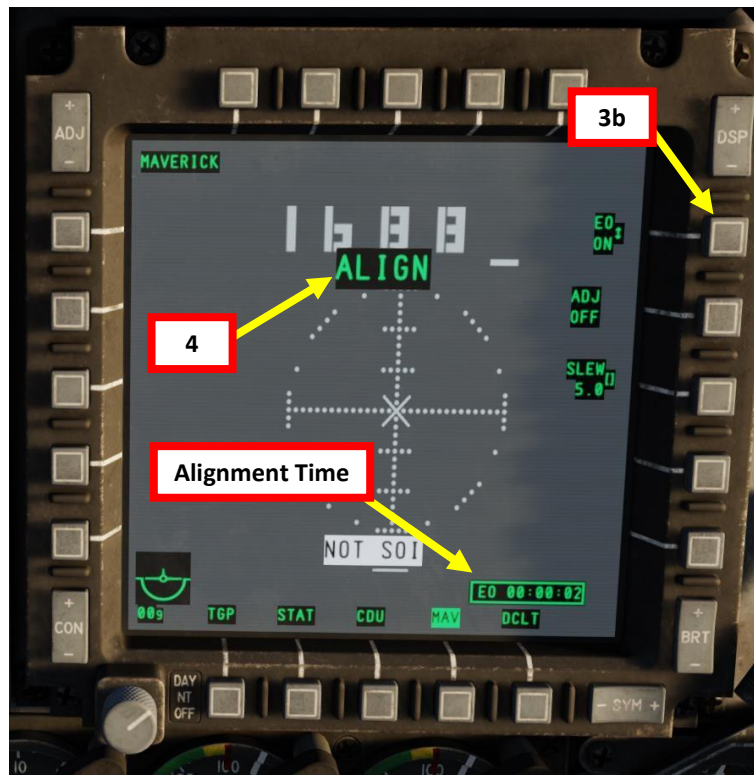 3b
ADJ
DSP
MAVERICK
EO
ON
ALIGN
ADJ
OFF
4
SLEW
5.0
Alignment Time
NOT SOI
EO 00:00:02
00g
TGP
STAT
CDU
MAV
DCLT
CON
BRT
DAY
NT
OFF
- SYM +
10